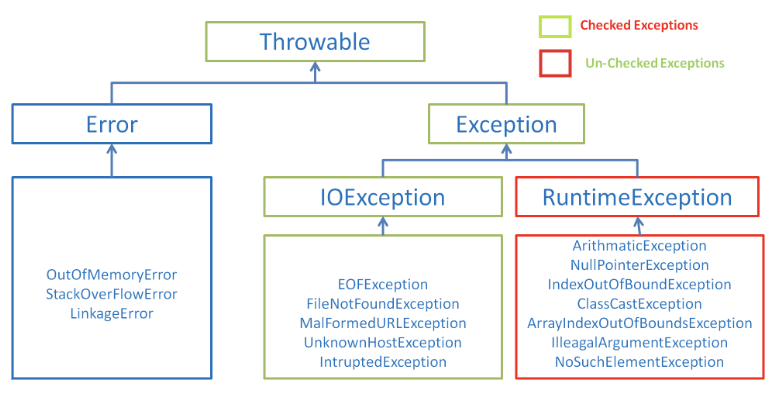 Throwable
Checked Exceptions
Un-Checked Exceptions
Error
Exception
IOException
RuntimeException
OutOfMemoryError
StackOverFlowError
LinkageError
EOFException
FileNotFoundException
MalFormedURLException
UnknownHostException
IntruptedException
ArithmaticException
NullPointerException
IndexOutOfBoundException
ClassCastException
ArrayIndexOutOfBoundsException
IlleagalArgumentException
NoSuchElementException